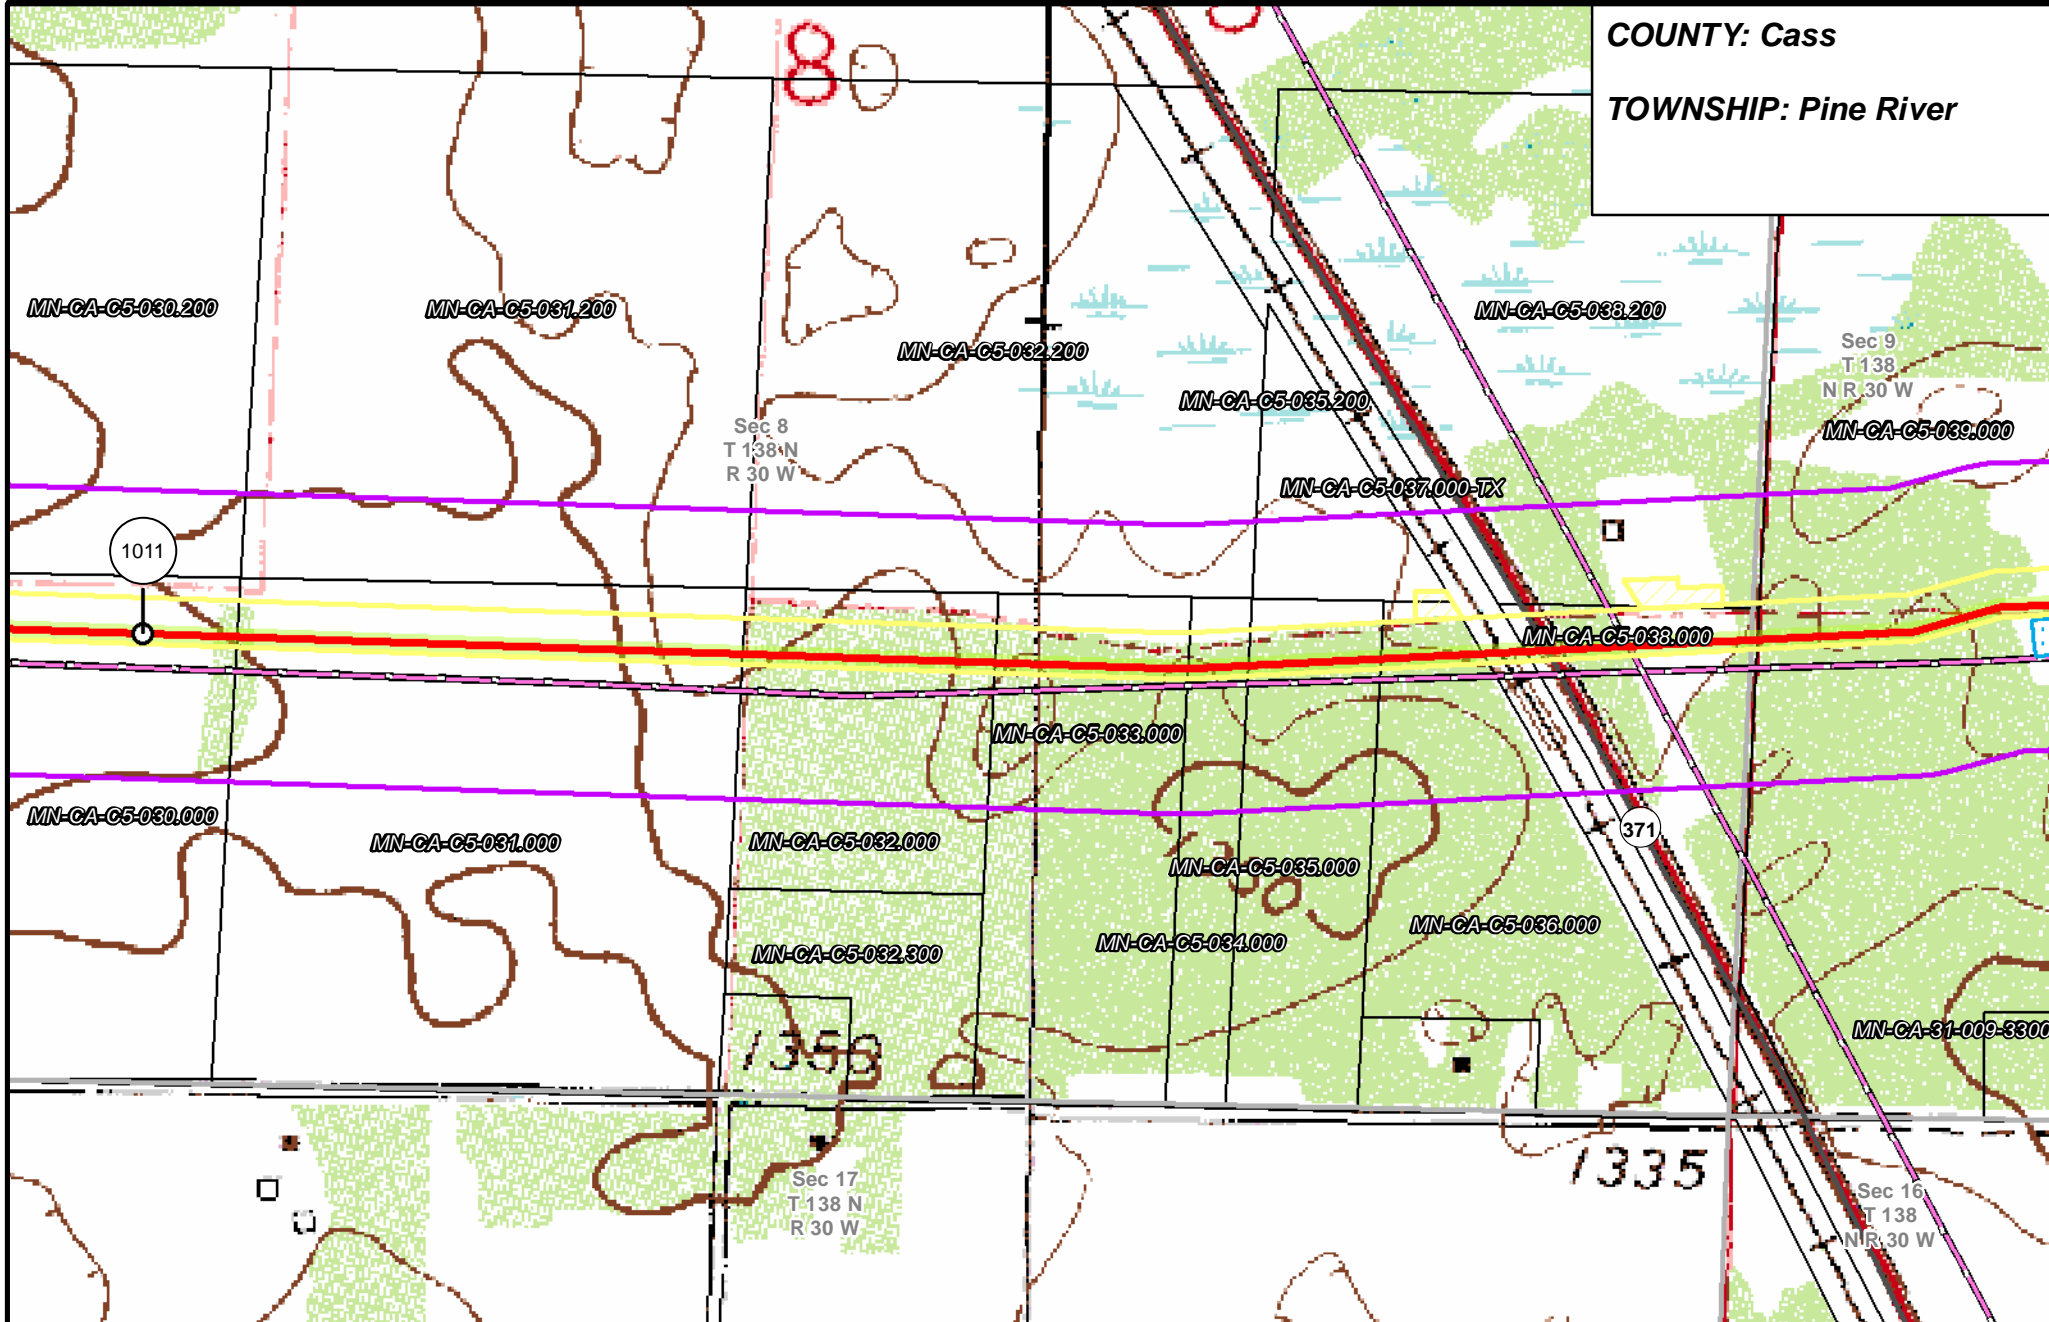 COUNTY: Cass
TOWNSHIP: Pine River
8
MN-CA-C5-030.200
MN-CA-C5-031.200
MN-CA-C5-032.200
MN-CA-C5-038.200
Sec 9
T 138
N R 30 W
MN-CA-C5-035.200
MN-CA-C5-039.000
Sec 8
T 138 N
R 30 W
MN-CA-C5-037.000-TX
1011
MN-CA-C5-038.000
MN-CA-C5-033.000
MN-CA-C5-030.000
MN-CA-C5-031.000
MN-CA-C5-032.000
371
MN-CA-C5-035.000
MN-CA-C5-036.000
MN-CA-C5-034.000
MN-CA-C5-032.300
MN-CA-31-009-3300
1353
1335
Sec 17
T 138 N
R 30 W
Sec 16
T 138
N R 30 W